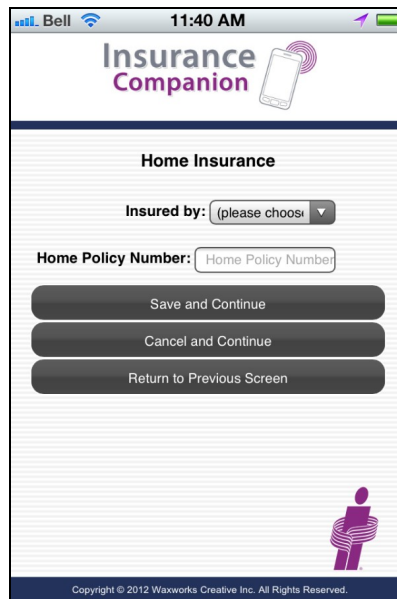 Bell 11:40 AM
Insurance
Companion
Home Insurance
Insured by: (please choose
Home Policy Number: Home Policy Number
Save and Continue
Cancel and Continue
Return to Previous Screen
Copyright © 2012 Waxworks Creative Inc. All Rights Reserved.